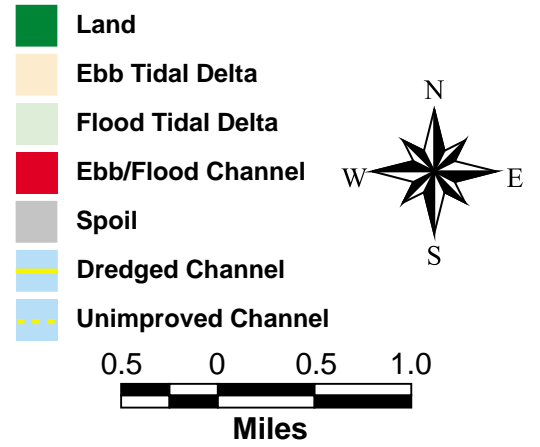 Land
Ebb Tidal Delta
Flood Tidal Delta
Ebb/Flood Channel
Spoil
Dredged Channel
Unimproved Channel
N
W E
S
0.5 0 0.5 1.0
Miles